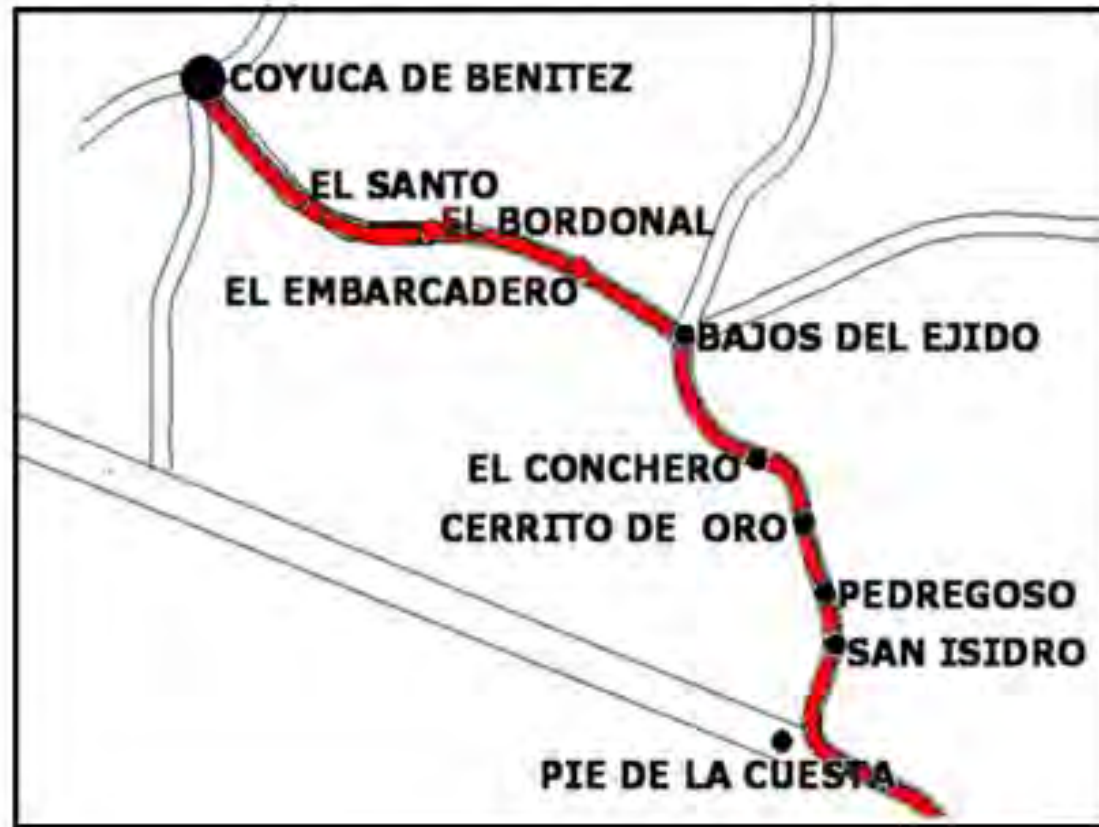 COYUCA DE BENITEZ
EL SANTO
EL BORDONAL
EL EMBARCADERO
BAJOS DEL EJIDO
EL CONCHERO
CERRITO DE ORO
PEDREGOSO
SAN ISIDRO
PIE DE LA CUESTA